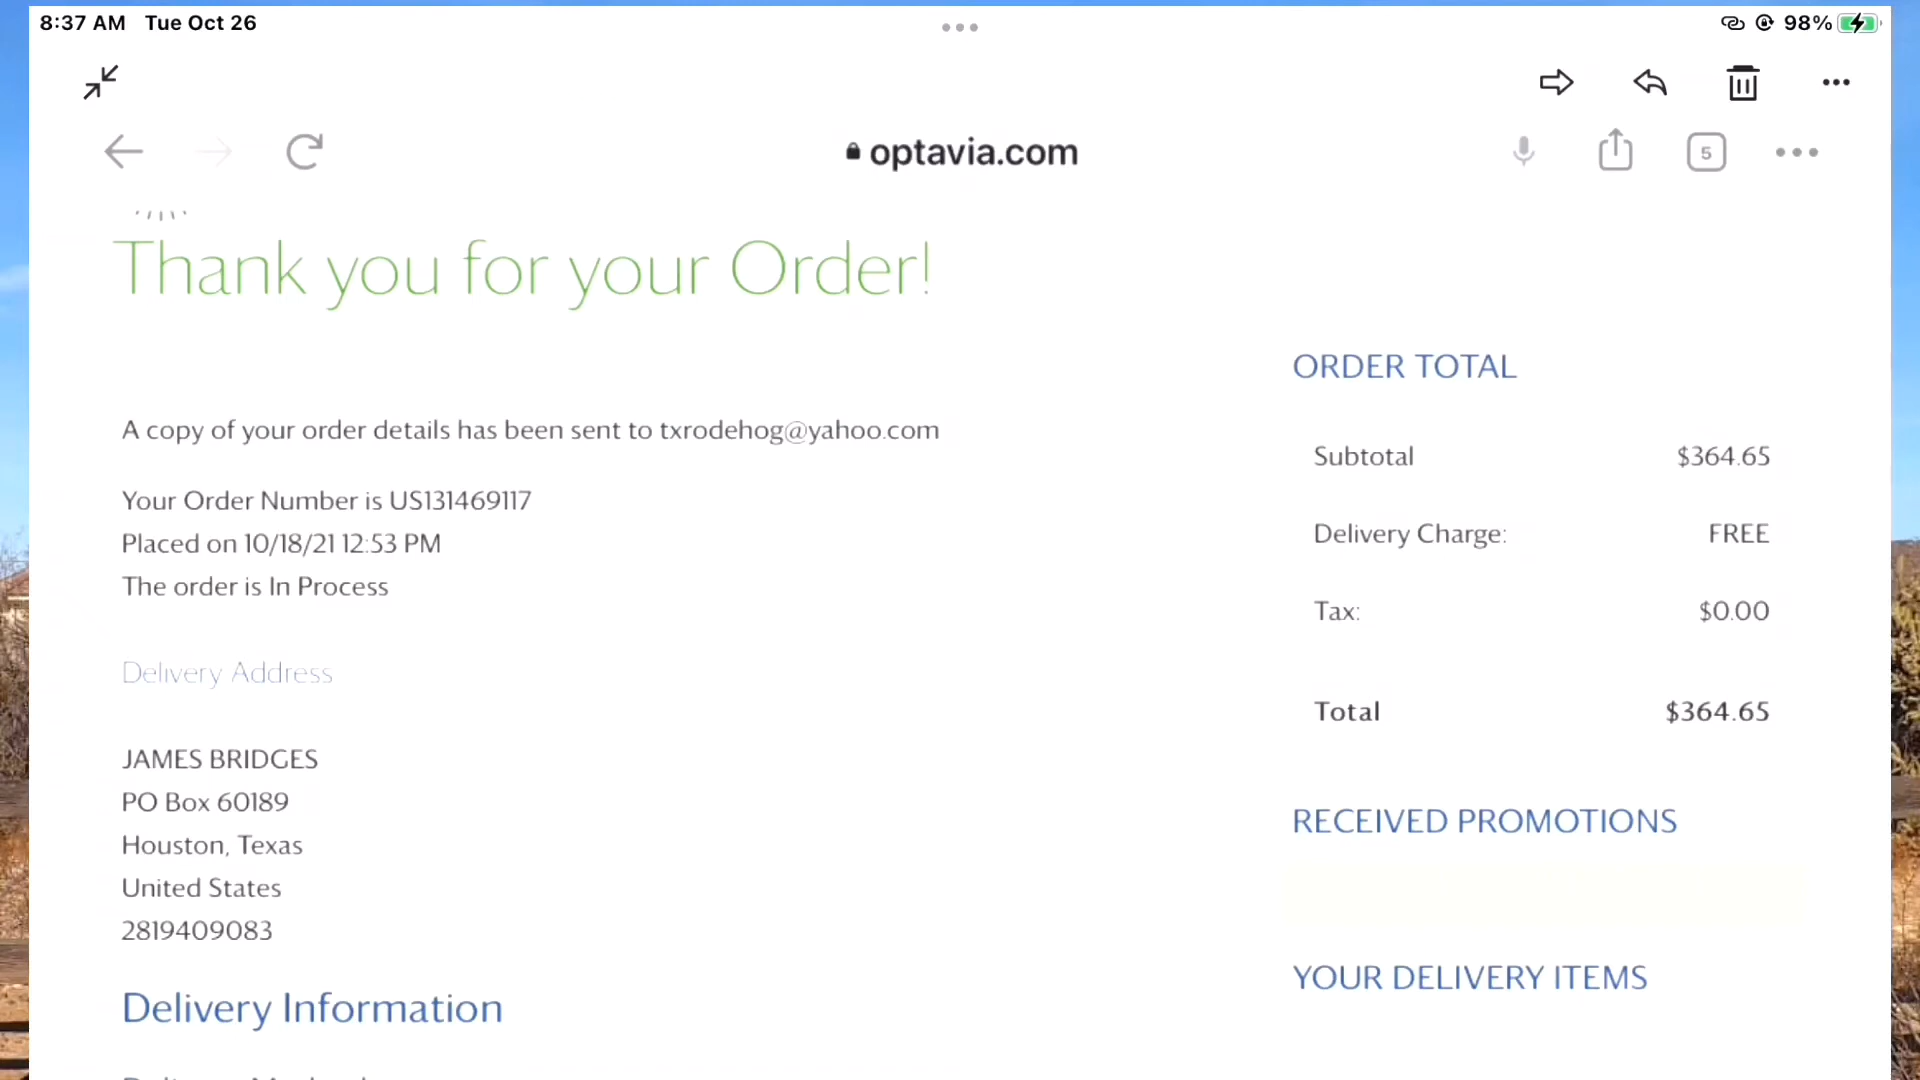 8:37 AM Tue Oct 26
98%
optavia.com
5
Thank you for your Order!
A copy of your order details has been sent to txrodehog@yahoo.com
Your Order Number is US131469117
Placed on 10/18/21 12:53 PM
The order is In Process
Delivery Address
JAMES BRIDGES
PO Box 60189
Houston, Texas
United States
2819409083
Delivery Information
ORDER TOTAL
Subtotal $364.65
Delivery Charge: FREE
Tax: $0.00
Total $364.65
RECEIVED PROMOTIONS
YOUR DELIVERY ITEMS